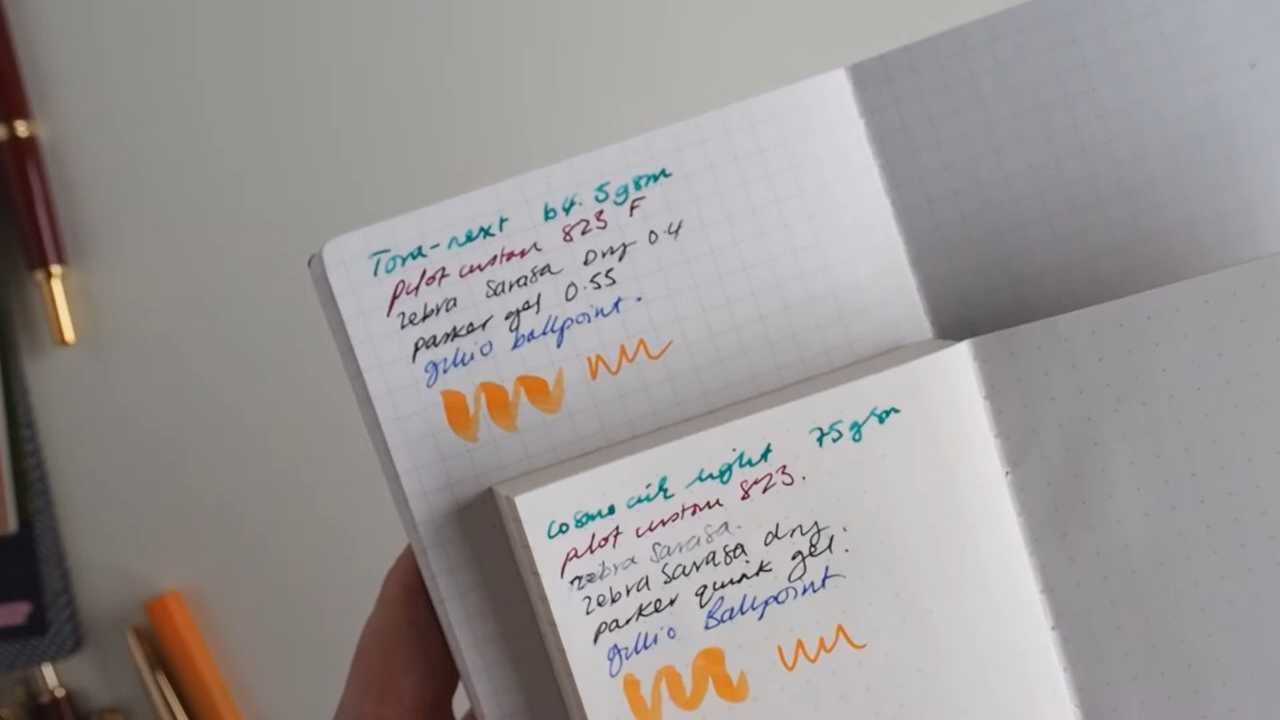 Tora-next 64.5gsm
pilot custom 823 F
zebra sarasa Dry 0.4
parker gel 0.55
gillio ballpoint.
cosmo air light 75gsm
pilot custom 823.
zebra sarasa.
zebra sarasa dry.
parker quink gel.
gillio Ballpoint.